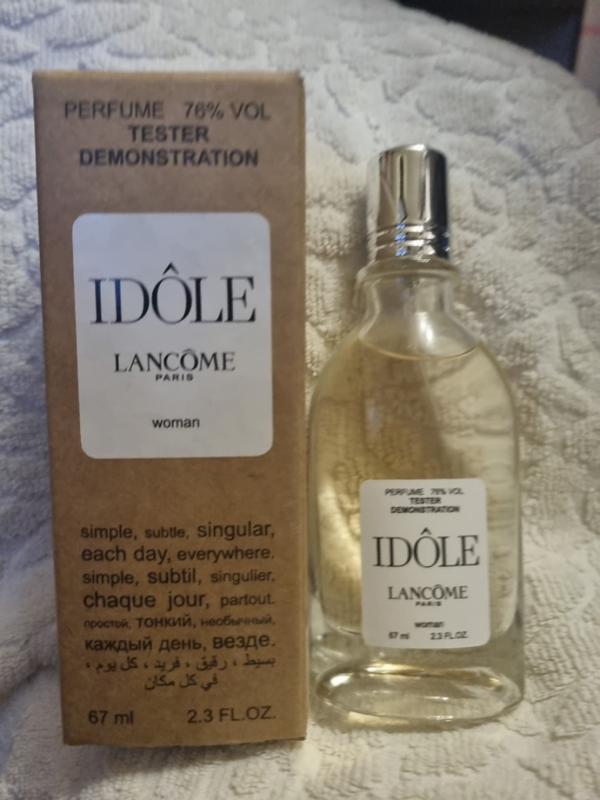 PERFUME 76% VOL
TESTER
DEMONSTRATION
IDÔLE
LANCÔME
PARIS
woman
simple, subtle, singular,
each day, everywhere.
simple, subtil, singulier,
chaque jour, partout.
простой, тонкий, необычный,
каждый день, везде.
بسيط ، رقيق ، فريد ، كل يوم ،
في كل مكان
67 ml 2.3 FL.OZ.
PERFUME 76% VOL
TESTER
DEMONSTRATION
IDÔLE
LANCÔME
PARIS
woman
67 ml 2.3 FL.OZ.